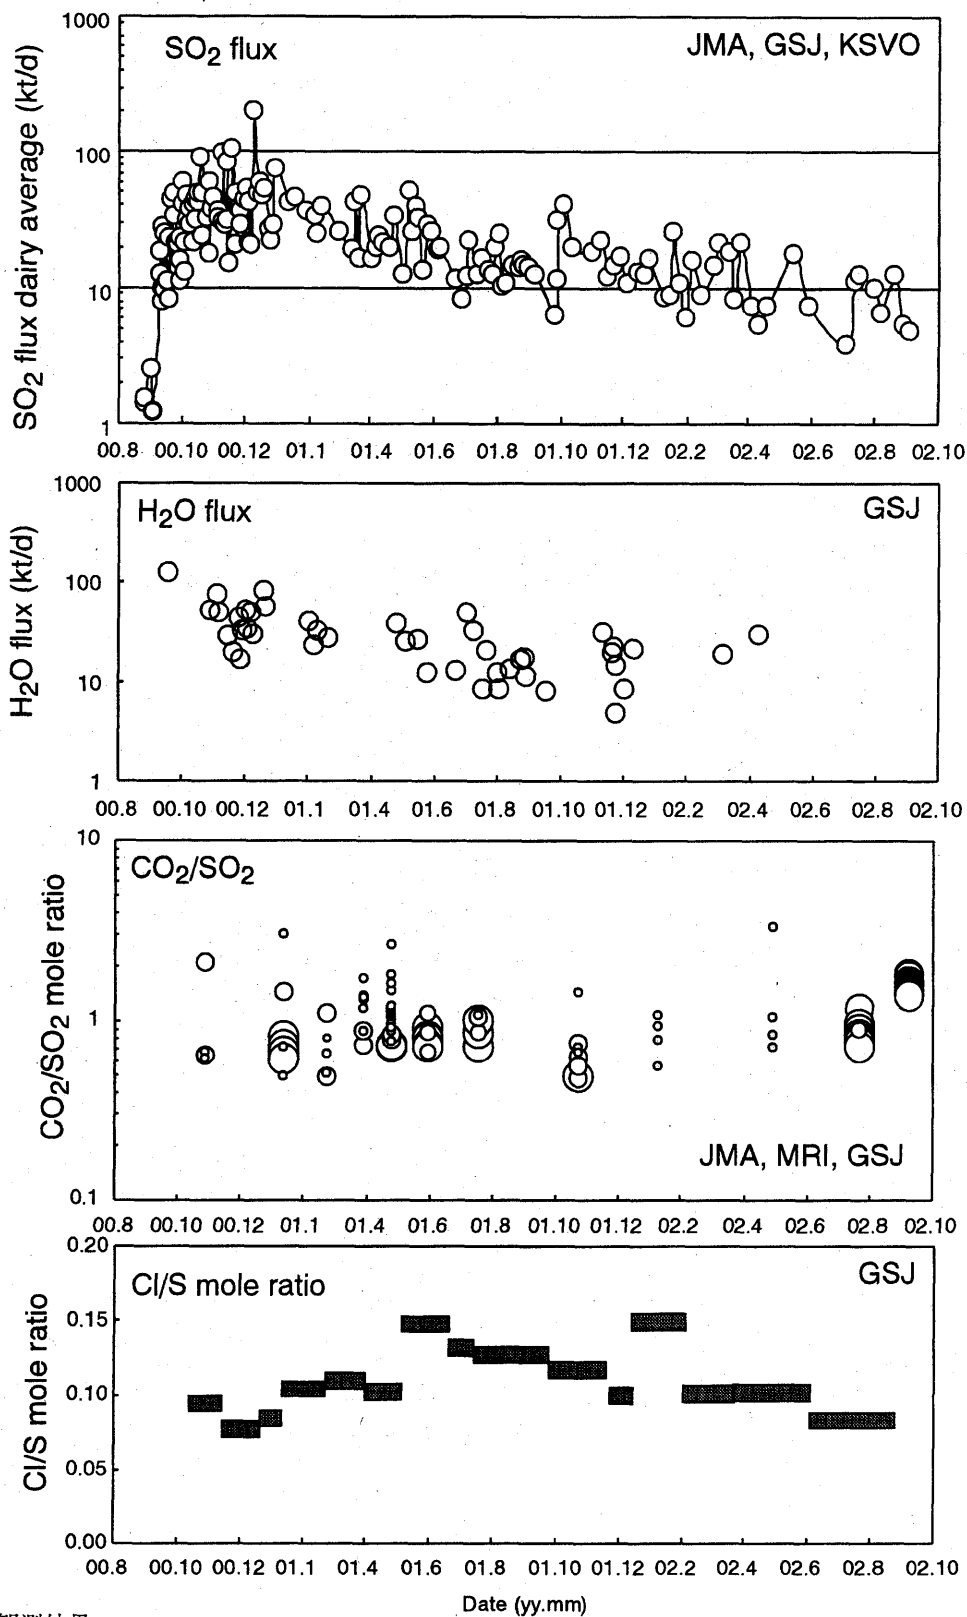 1000
SO2 flux
JMA, GSJ, KSVO
100
10
1
SO2 flux dairy average (kt/d)
00.8 00.10 00.12 01.1 01.4 01.6 01.8 01.10 01.12 02.2 02.4 02.6 02.8 02.10
1000
H2O flux
GSJ
100
10
1
H2O flux (kt/d)
00.8 00.10 00.12 01.1 01.4 01.6 01.8 01.10 01.12 02.2 02.4 02.6 02.8 02.10
10
CO2/SO2
1
JMA, MRI, GSJ
0.1
CO2/SO2 mole ratio
00.8 00.10 00.12 01.1 01.4 01.6 01.8 01.10 01.12 02.2 02.4 02.6 02.8 02.10
0.20
Cl/S mole ratio
GSJ
0.15
0.10
0.05
0.00
Cl/S mole ratio
00.8 00.10 00.12 01.1 01.4 01.6 01.8 01.10 01.12 02.2 02.4 02.6 02.8 02.10
Date (yy.mm)